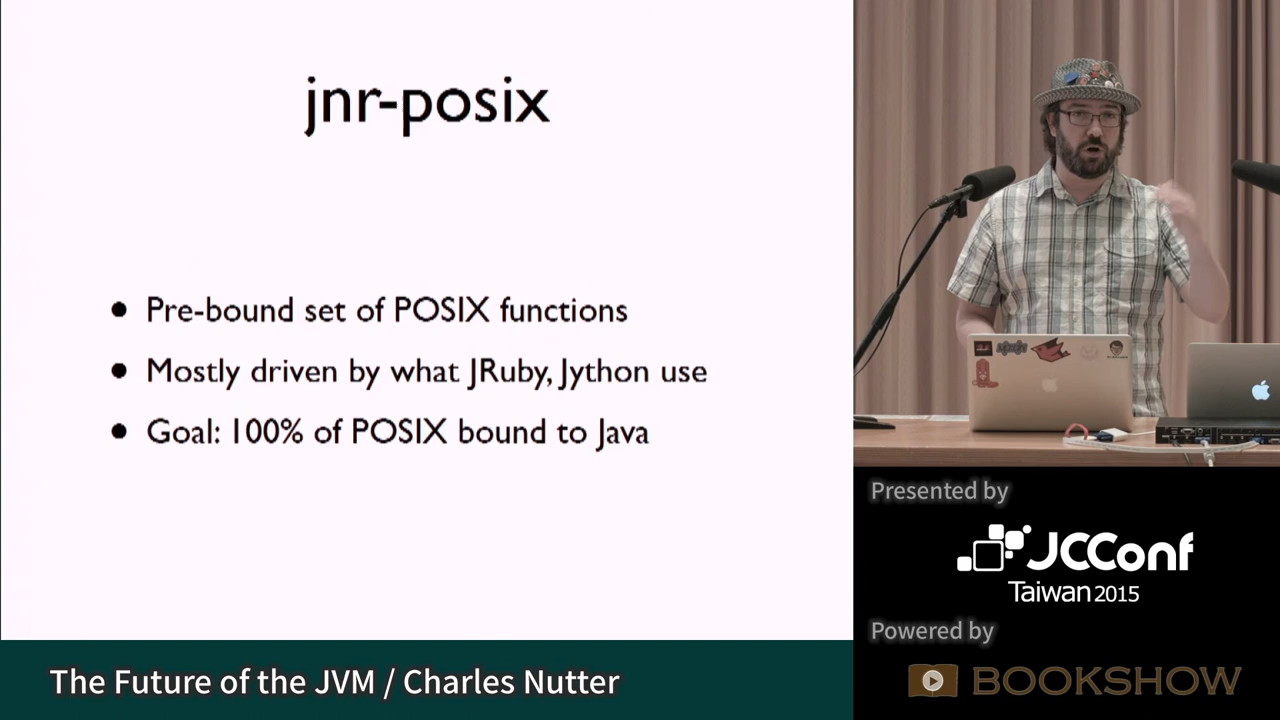 jnr-posix
● Pre-bound set of POSIX functions
● Mostly driven by what JRuby, Jython use
● Goal: 100% of POSIX bound to Java
Presented by
JCConf
Taiwan 2015
Powered by
BOOKSHOW
The Future of the JVM / Charles Nutter